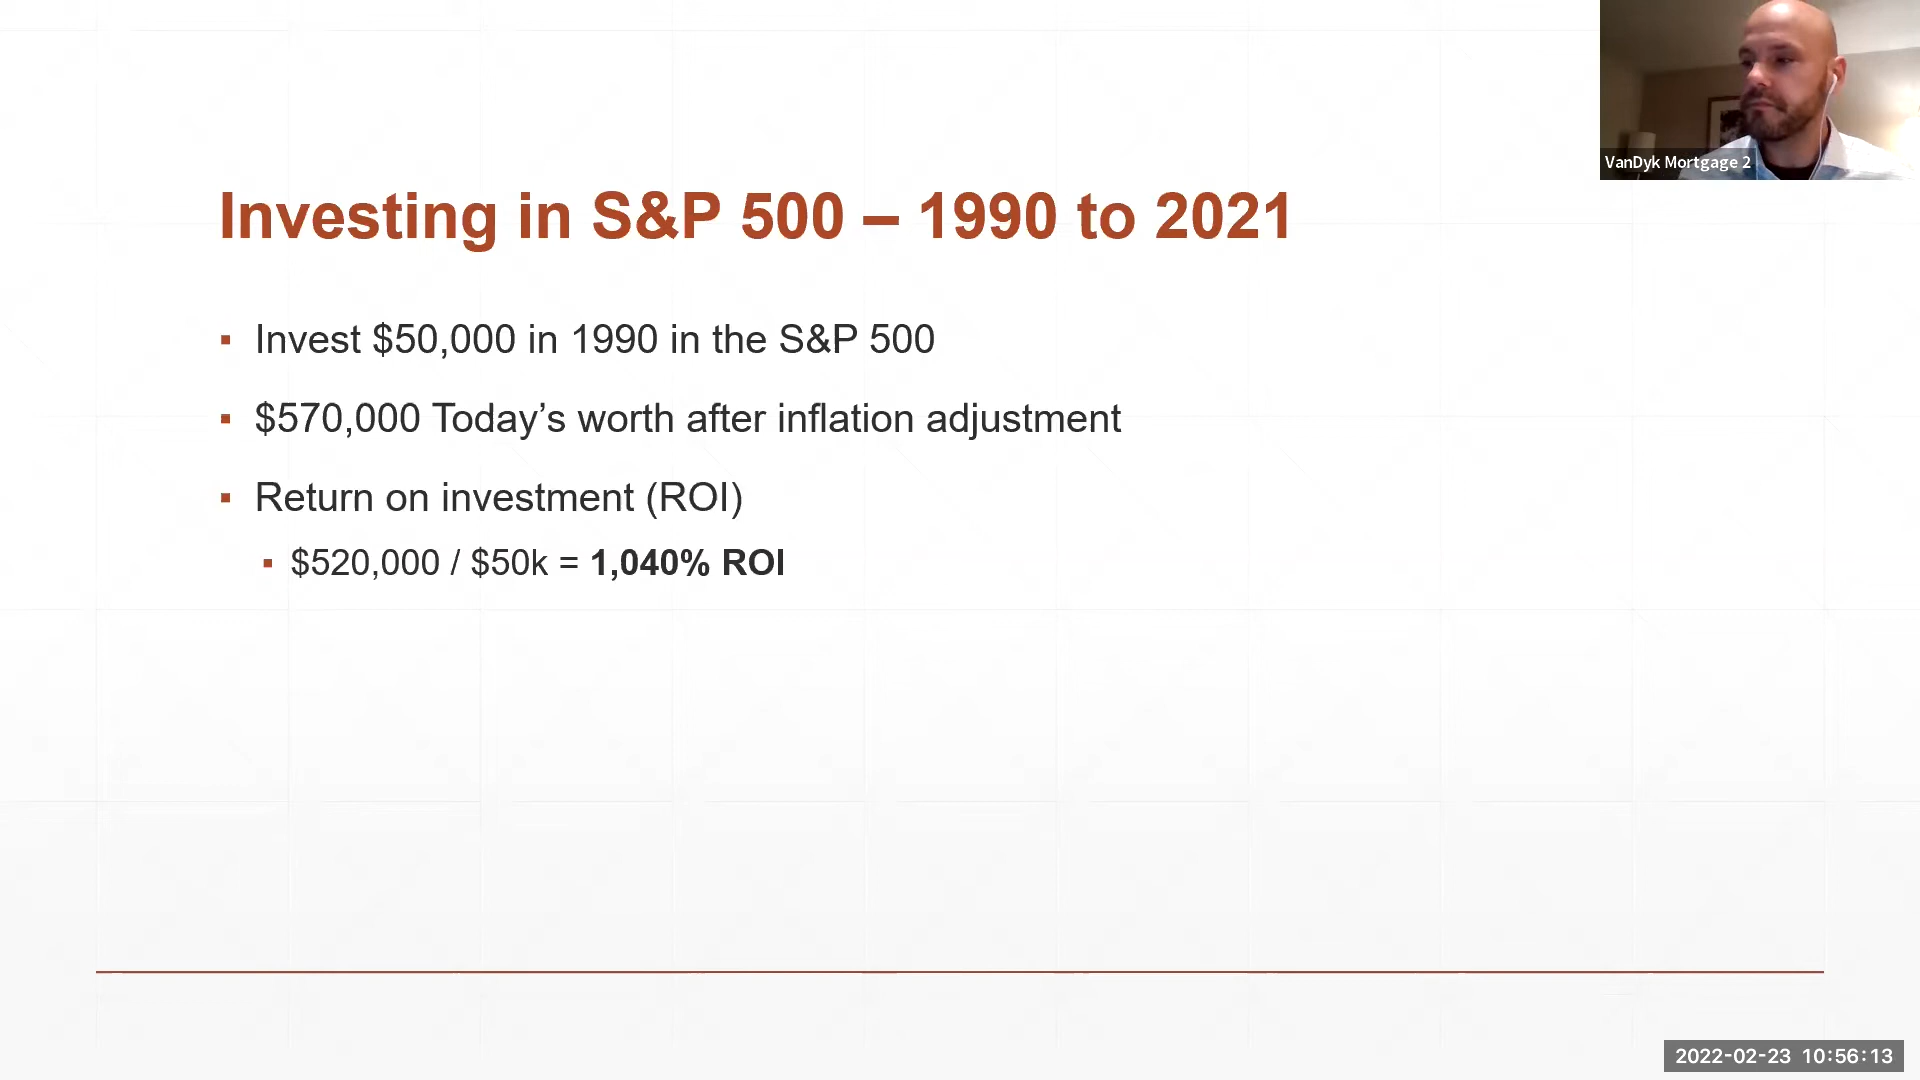 VanDyk Mortgage 2
Investing in S&P 500 – 1990 to 2021
▪ Invest $50,000 in 1990 in the S&P 500
▪ $570,000 Today’s worth after inflation adjustment
▪ Return on investment (ROI)
▪ $520,000 / $50k = 1,040% ROI
2022-02-23 10:56:13